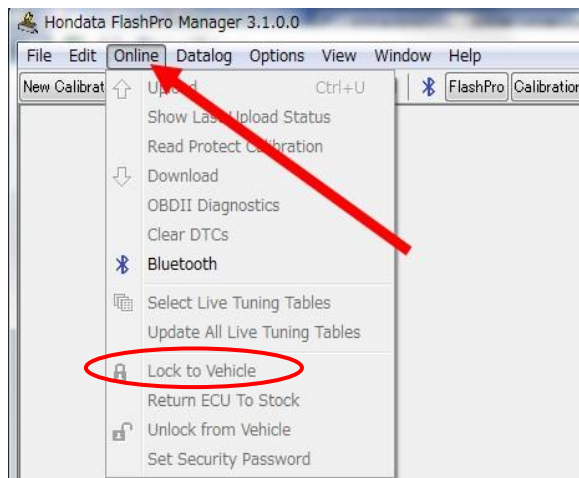 Hondata FlashPro Manager 3.1.0.0
File Edit Online Datalog Options View Window Help
New Calibrat FlashPro Calibration
Upload Ctrl+U
Show Last Upload Status
Read Protect Calibration
Download
OBDII Diagnostics
Clear DTCs
Bluetooth
Select Live Tuning Tables
Update All Live Tuning Tables
Lock to Vehicle
Return ECU To Stock
Unlock from Vehicle
Set Security Password